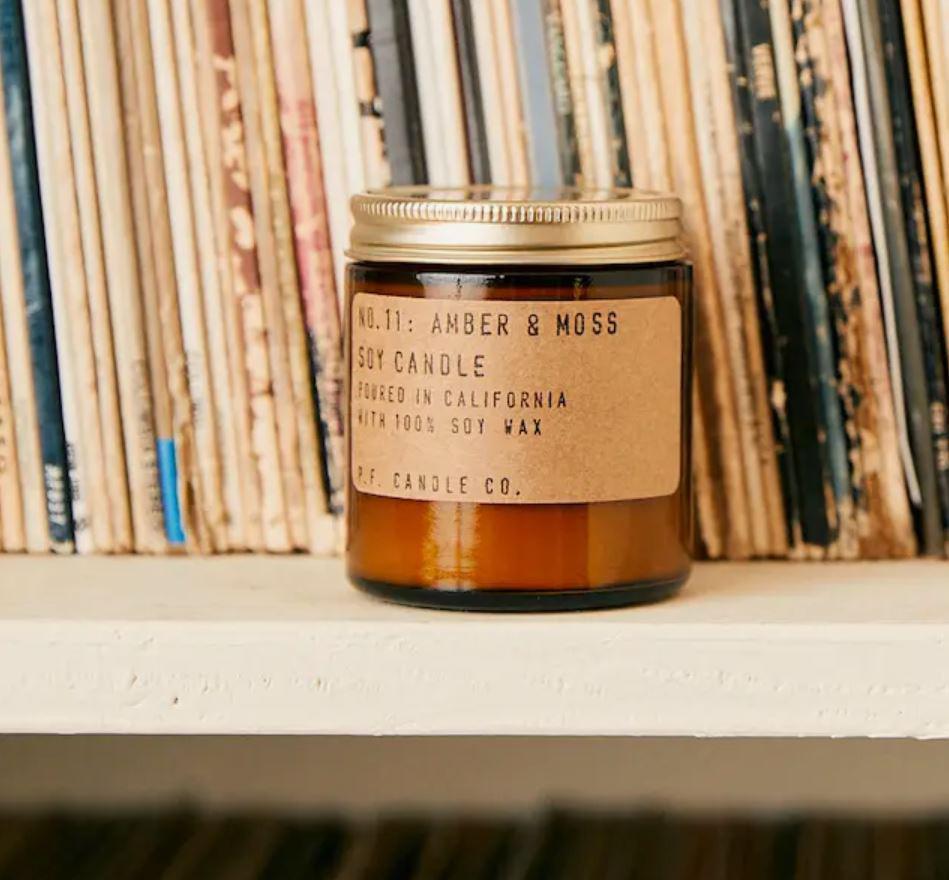 NO.11: AMBER & MOSS
SOY CANDLE
POURED IN CALIFORNIA
WITH 100% SOY WAX
P.F. CANDLE CO.